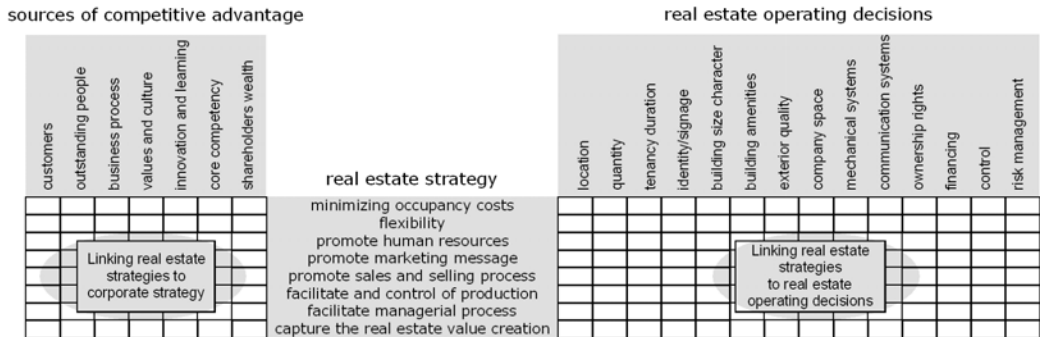 sources of competitive advantage
real estate operating decisions
customers
outstanding people
business process
values and culture
innovation and learning
core competency
shareholders wealth
real estate strategy
location
quantity
tenancy duration
identity/signage
building size character
building amenities
exterior quality
company space
mechanical systems
communication systems
ownership rights
financing
control
risk management
minimizing occupancy costs
flexibility
promote human resources
promote marketing message
promote sales and selling process
facilitate and control of production
facilitate managerial process
capture the real estate value creation
Linking real estate
strategies to
corporate strategy
Linking real estate
strategies
to real estate
operating decisions